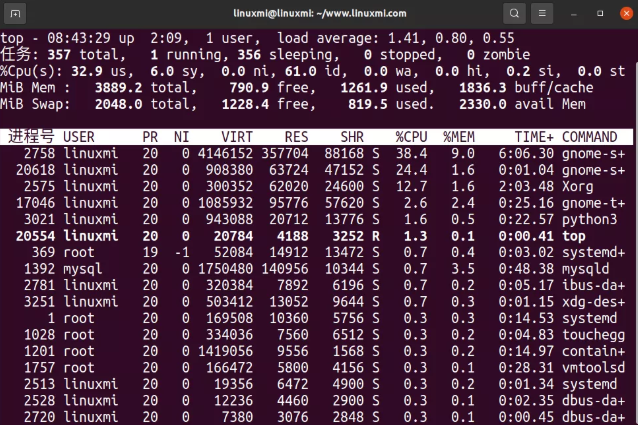 linuxmi@linuxmi: ~/www.linuxmi.com
top - 08:43:29 up  2:09,  1 user,  load average: 1.41, 0.80, 0.55
任务: 357 total,   1 running, 356 sleeping,   0 stopped,   0 zombie
%Cpu(s): 32.9 us,  6.0 sy,  0.0 ni, 61.0 id,  0.0 wa,  0.0 hi,  0.2 si,  0.0 st
MiB Mem :   3889.2 total,    790.9 free,   1261.9 used,   1836.3 buff/cache
MiB Swap:   2048.0 total,   1228.4 free,    819.5 used.   2330.0 avail Mem
进程号 USER      PR  NI    VIRT    RES    SHR   %CPU  %MEM     TIME+ COMMAND
2758 linuxmi   20   0 4146152 357704  88168 S  38.4   9.0   6:06.30 gnome-s+
20618 linuxmi   20   0  908380  63724  47152 S  24.4   1.6   0:01.04 gnome-s+
2575 linuxmi   20   0  300352  62020  24600 S  12.7   1.6   2:03.48 Xorg
17046 linuxmi   20   0 1085932  95776  57620 S   2.6   2.4   0:25.16 gnome-t+
3021 linuxmi   20   0  943088  20712  13776 S   1.6   0.5   0:22.57 python3
20554 linuxmi   20   0   20784   4188   3252 R   1.3   0.1   0:00.41 top
369 root      19  -1   52084  14912  13472 S   0.7   0.4   0:03.02 systemd+
1392 mysql     20   0 1750480 140956  10344 S   0.7   3.5   0:48.38 mysqld
2781 linuxmi   20   0  320384   7892   6196 S   0.7   0.2   0:05.17 ibus-da+
3251 linuxmi   20   0  503412  13052   9644 S   0.7   0.3   0:01.15 xdg-des+
1 root      20   0  169508  10360   5756 S   0.3   0.3   0:14.53 systemd
1028 root      20   0  334036   7560   6512 S   0.3   0.2   0:04.83 touchegg
1201 root      20   0 1419056   9556   1568 S   0.3   0.2   0:14.97 contain+
1757 root      20   0  166472   5800   4156 S   0.3   0.1   0:28.31 vmtoolsd
2513 linuxmi   20   0   19356   6472   4900 S   0.3   0.2   0:01.34 systemd
2528 linuxmi   20   0   12236   4460   2900 S   0.3   0.1   0:02.35 dbus-da+
2720 linuxmi   20   0    7380   3076   2848 S   0.3   0.1   0:00.45 dbus-da+